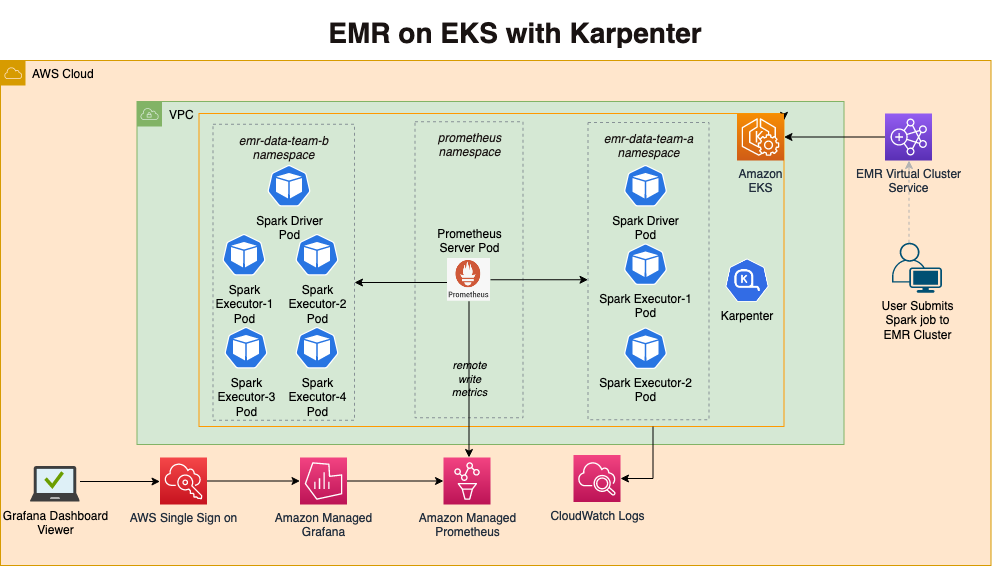 EMR on EKS with Karpenter
AWS Cloud
VPC
emr-data-team-b
namespace
Spark Driver
Pod
Spark
Executor-1
Pod
Spark
Executor-2
Pod
Spark
Executor-3
Pod
Spark
Executor-4
Pod
prometheus
namespace
Prometheus
Server Pod
Prometheus
remote
write
metrics
emr-data-team-a
namespace
Spark Driver
Pod
Spark Executor-1
Pod
Spark Executor-2
Pod
K
Amazon
EKS
K
Karpenter
EMR Virtual Cluster
Service
User Submits
Spark job to
EMR Cluster
Grafana Dashboard
Viewer
AWS Single Sign on
Amazon Managed
Grafana
Amazon Managed
Prometheus
CloudWatch Logs